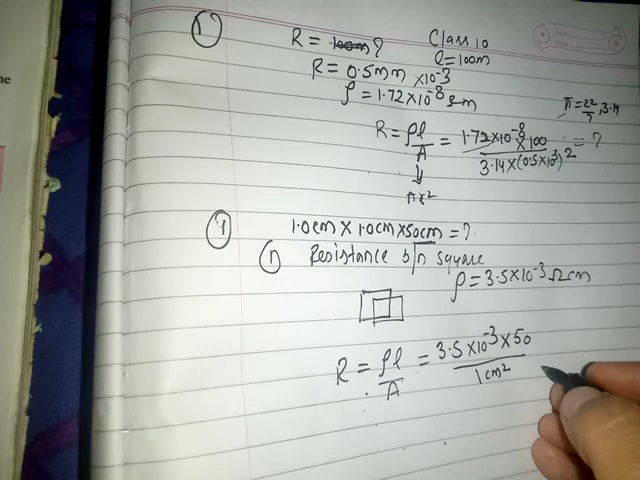 1
R = 100m ?
Class 10
l = 100m
R = 0.5mm ×10⁻³
ρ = 1.72×10⁻⁸ Ωm
π = 22/7, 3.14
R = ρl/A = 1.72×10⁻⁸ × 100 / 3.14×(0.5×10⁻³)² = ?
↓
1.0cm × 1.0cm × 50cm = ?
Resistance b/n square
ρ = 3.5×10⁻³ Ωcm
R = ρl/A = 3.5×10⁻³×50 / 1cm²